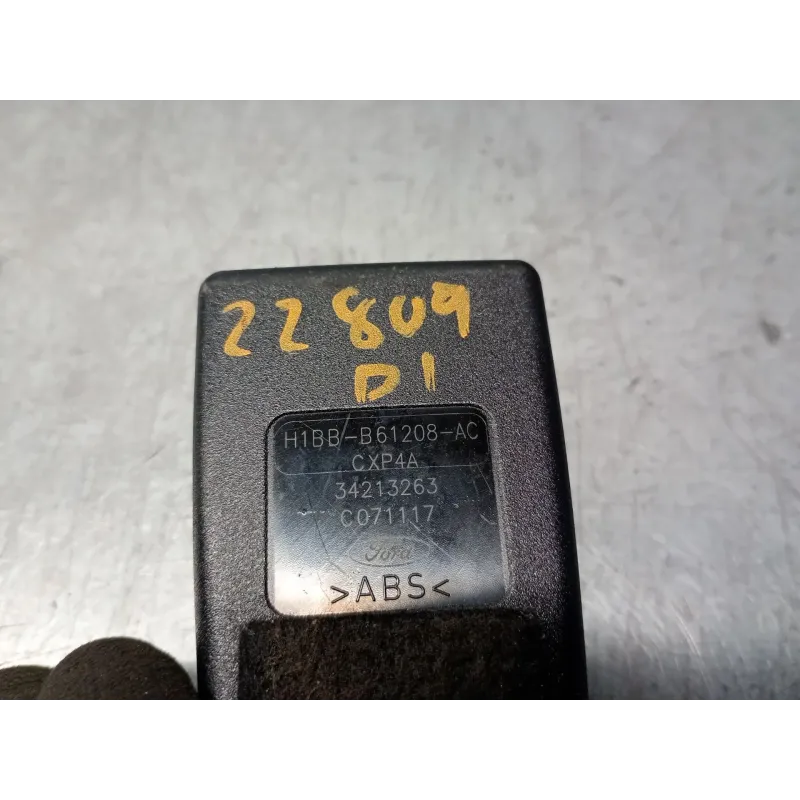 22809
D1
H1BB-B61208-AC
CXP4A
34213263
C071117
Ford
>ABS<